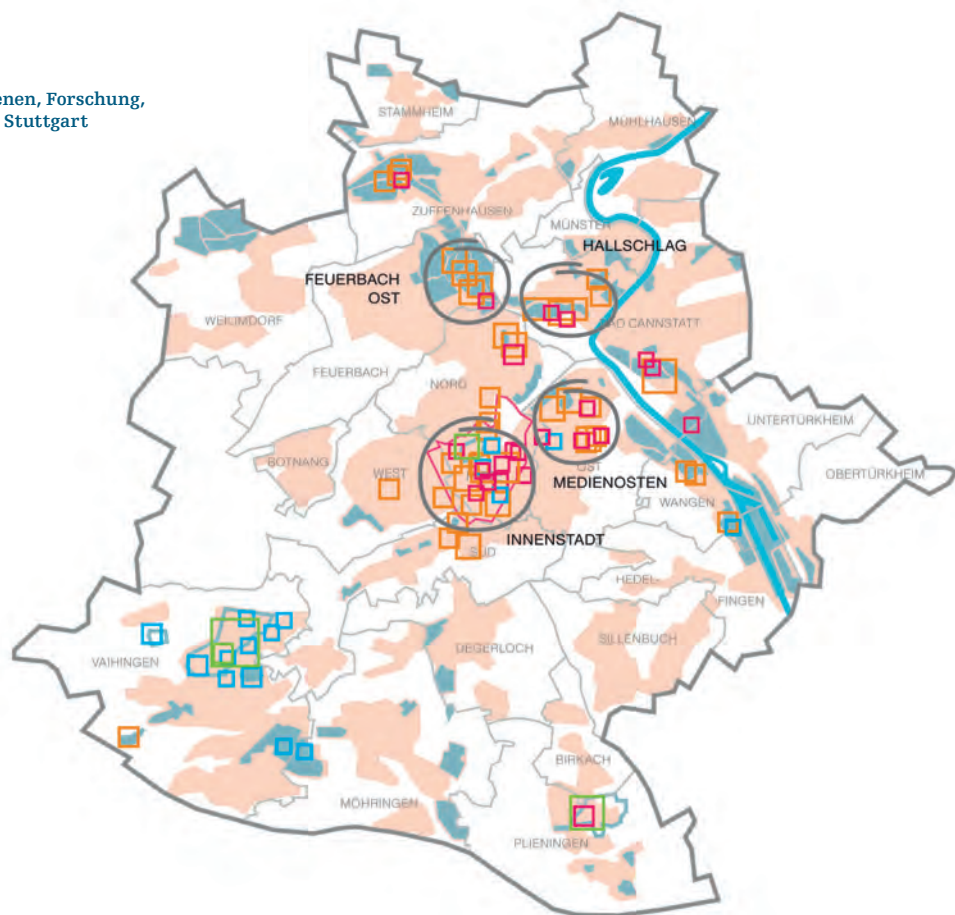 enen, Forschung,
Stuttgart
STAMMHEIM
MÜHLHAUSEN
ZUFFENHAUSEN
MÜNSTER
HALLSCHLAG
FEUERBACH
OST
WEILIMDORF
BAD CANNSTATT
FEUERBACH
NORD
UNTERTÜRKHEIM
BOTNANG
WEST
OST
OBERTÜRKHEIM
MEDIENOSTEN
WANGEN
INNENSTADT
SÜD
HEDEL-
FINGEN
DEGERLOCH
SILLENBUCH
VAIHINGEN
BIRKACH
MÖHRINGEN
PLIENINGEN